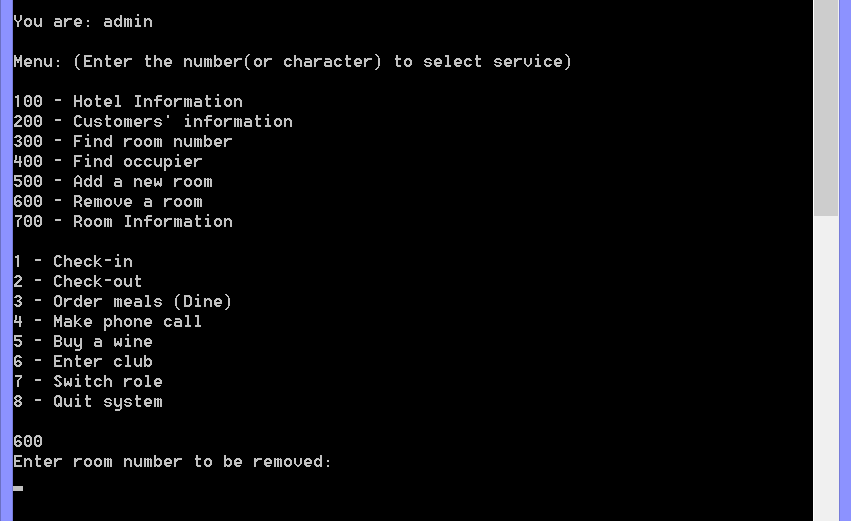 You are: admin
Menu: (Enter the number(or character) to select service)
100 - Hotel Information
200 - Customers' information
300 - Find room number
400 - Find occupier
500 - Add a new room
600 - Remove a room
700 - Room Information
1 - Check-in
2 - Check-out
3 - Order meals (Dine)
4 - Make phone call
5 - Buy a wine
6 - Enter club
7 - Switch role
8 - Quit system
600
Enter room number to be removed: